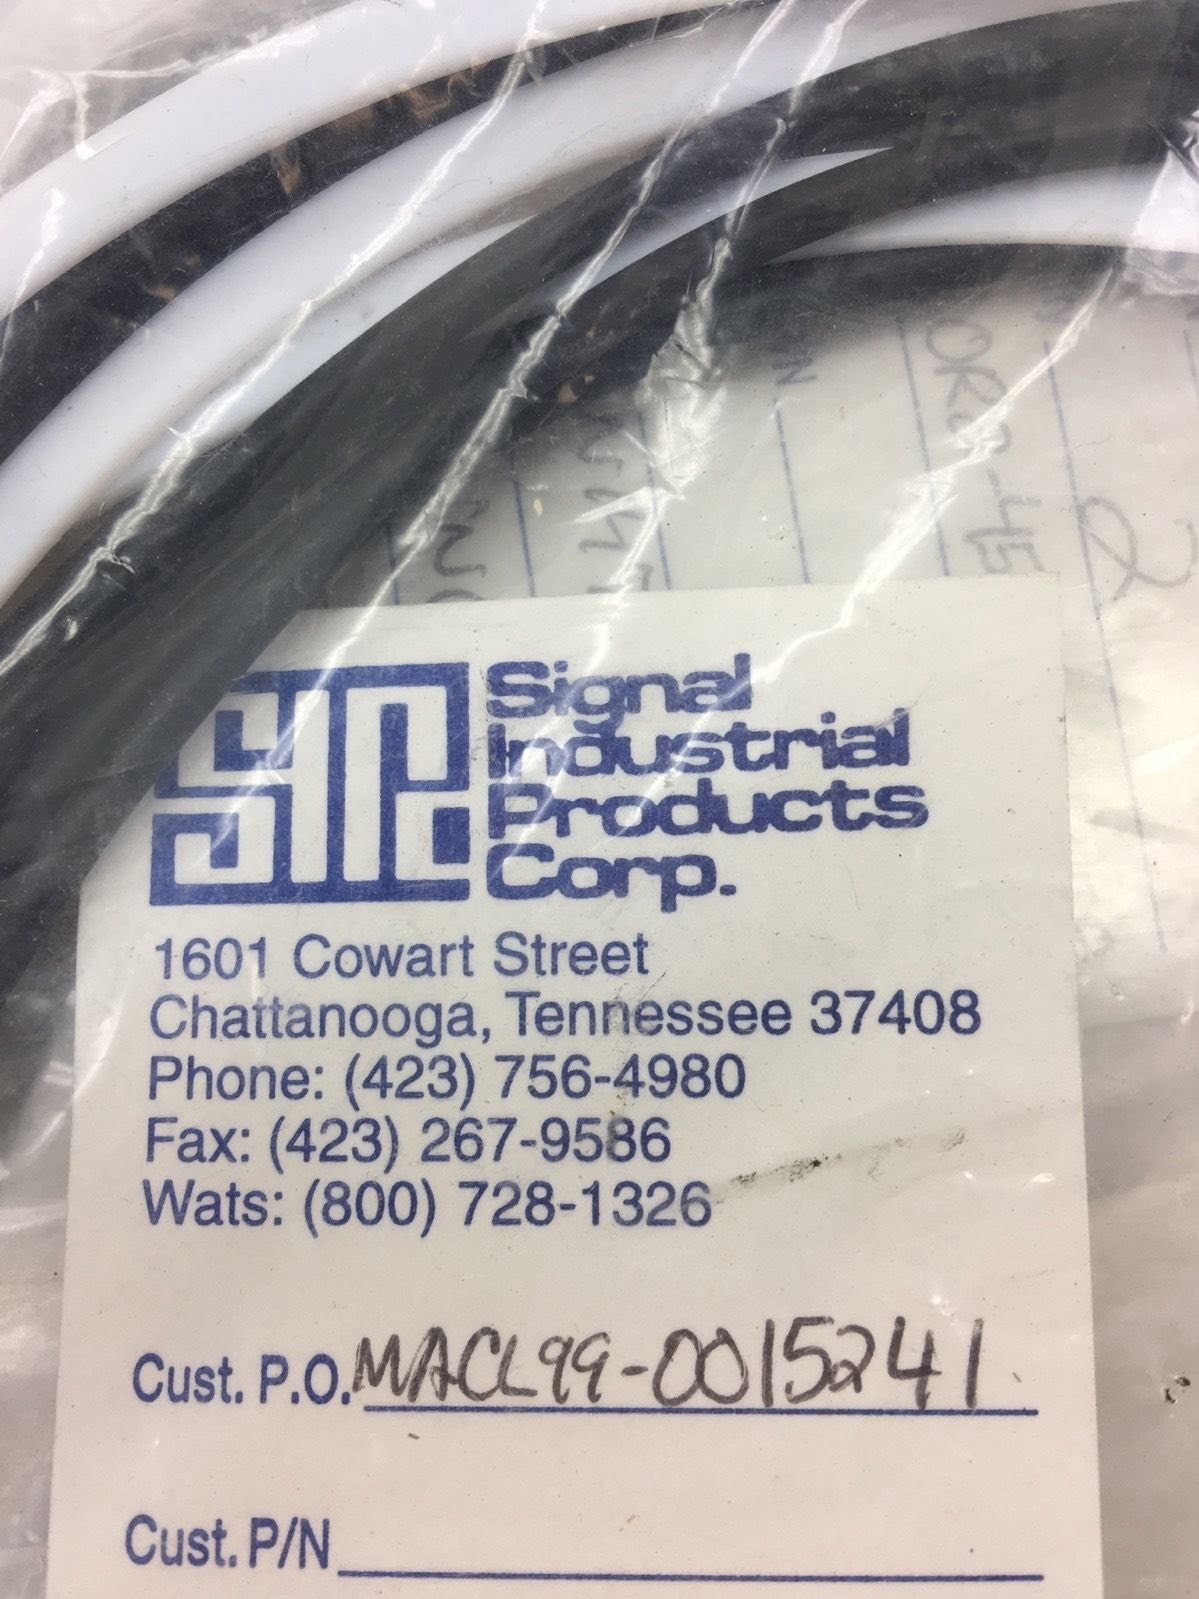 SIP
Signal
Industrial
Products
Corp.
1601 Cowart Street
Chattanooga, Tennessee 37408
Phone: (423) 756-4980
Fax: (423) 267-9586
Wats: (800) 728-1326
Cust. P.O. MACL99-0015241
Cust. P/N